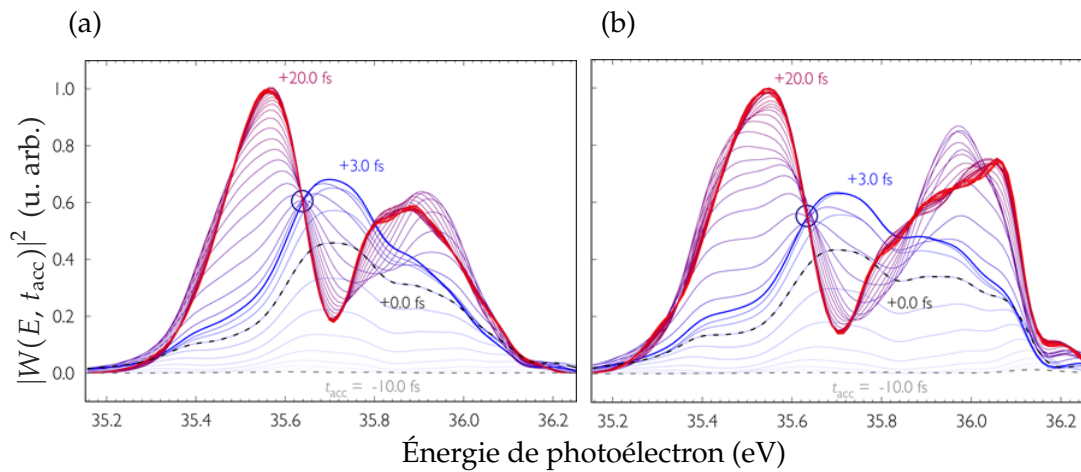 (a) (b)
|W(E, t_acc)|² (u. arb.)
1.0
0.8
0.6
0.4
0.2
0.0
+20.0 fs
+3.0 fs
+0.0 fs
t_acc = -10.0 fs
35.2 35.4 35.6 35.8 36.0
+20.0 fs
+3.0 fs
+0.0 fs
t_acc = -10.0 fs
35.2 35.4 35.6 35.8 36.0 36.2
Énergie de photoélectron (eV)